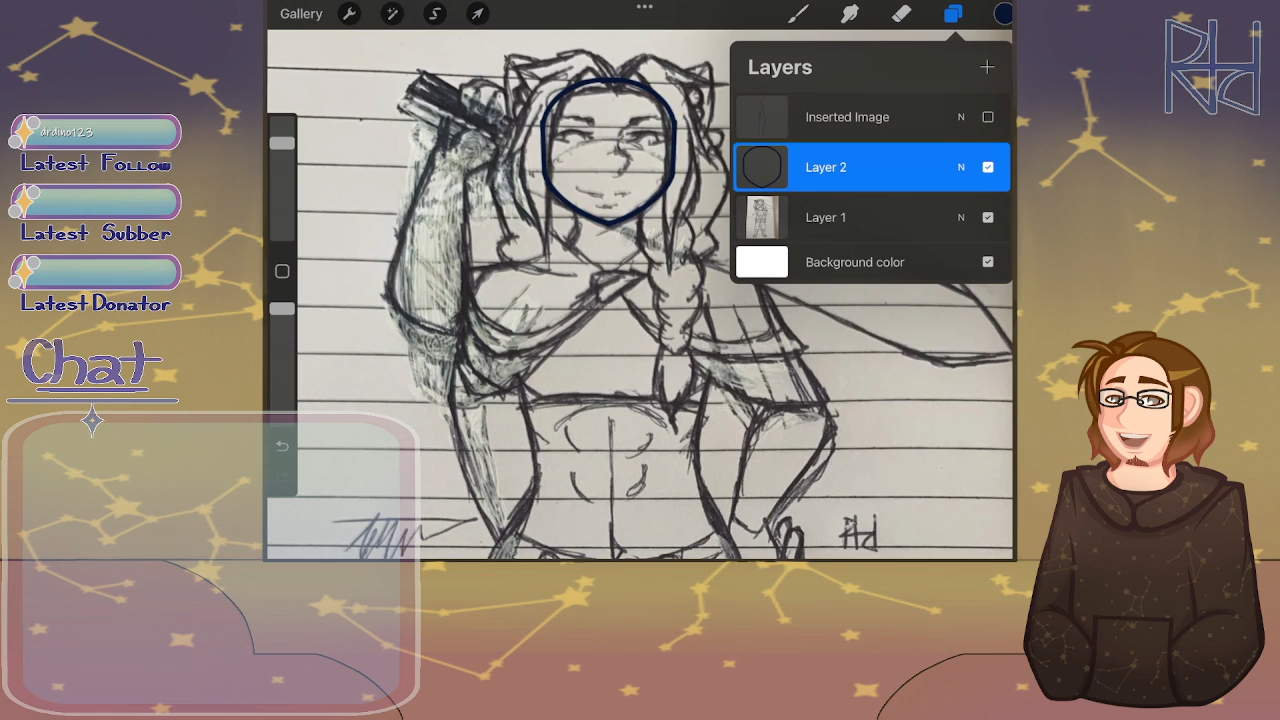 Gallery
Layers
Inserted Image N
Layer 2 N
Layer 1 N
Background color
drdino123
Latest Follow
Latest Subber
Latest Donator
Chat